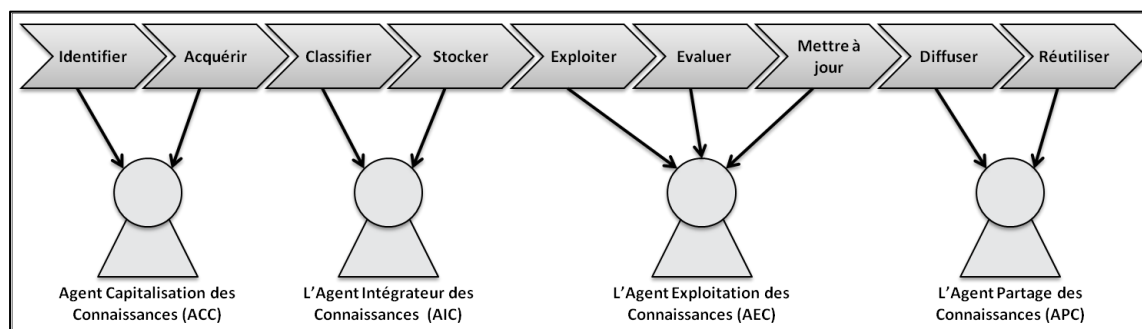 Identifier
Acquérir
Classifier
Stocker
Exploiter
Evaluer
Mettre à
jour
Diffuser
Réutiliser
Agent Capitalisation des
Connaissances (ACC)
L'Agent Intégrateur des
Connaissances (AIC)
L'Agent Exploitation des
Connaissances (AEC)
L'Agent Partage des
Connaissances (APC)